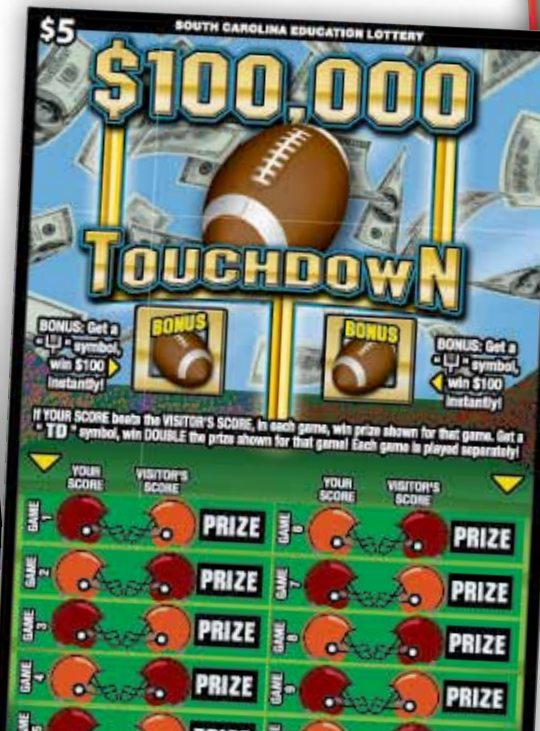 $5
SOUTH CAROLINA EDUCATION LOTTERY
$100,000
TOUCHDOWN
BONUS: Get a
" " symbol,
win $100
instantly!
BONUS
BONUS
BONUS: Get a
" " symbol,
win $100
instantly!
If YOUR SCORE beats the VISITOR'S SCORE, in each game, win prize shown for that game. Get a
"TD" symbol, win DOUBLE the prize shown for that game! Each game is played separately!
YOUR SCORE
VISITOR'S SCORE
YOUR SCORE
VISITOR'S SCORE
GAME 1
PRIZE
GAME 6
PRIZE
GAME 2
PRIZE
GAME 7
PRIZE
GAME 3
PRIZE
GAME 8
PRIZE
GAME 4
PRIZE
GAME 9
PRIZE